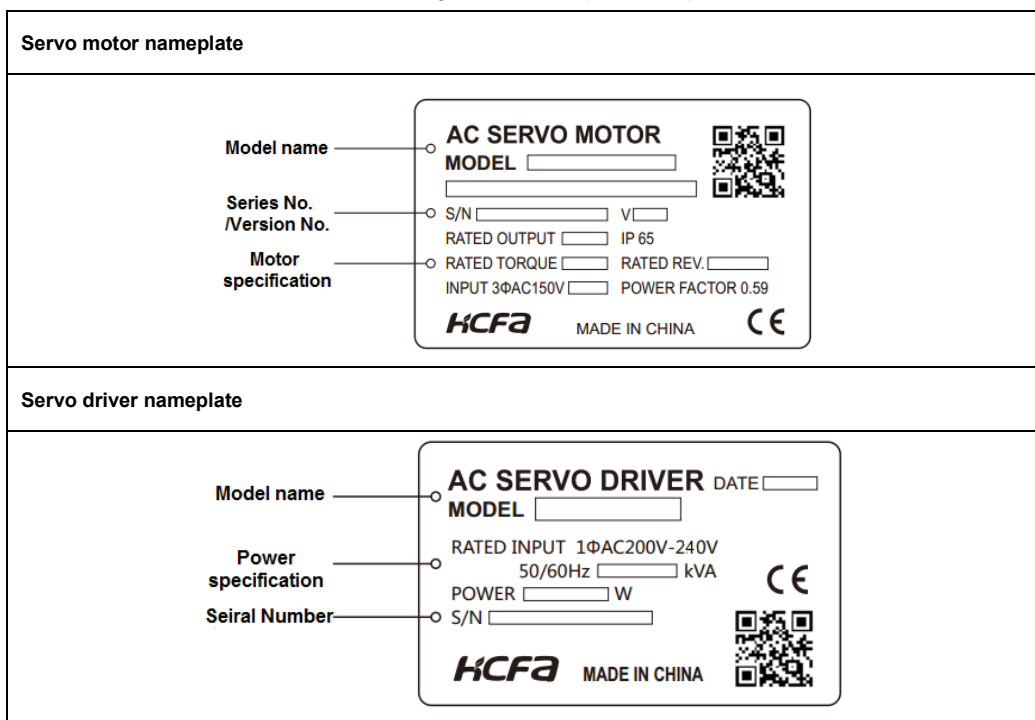 Servo motor nameplate
Model name
AC SERVO MOTOR
MODEL
Series No.
/Version No.
S/N V
RATED OUTPUT IP 65
Motor
specification
RATED TORQUE RATED REV.
INPUT 3ΦAC150V POWER FACTOR 0.59
HCFA MADE IN CHINA CE
Servo driver nameplate
Model name
AC SERVO DRIVER DATE
MODEL
Power
specification
RATED INPUT 1ΦAC200V-240V
50/60Hz kVA
POWER W
CE
Seiral Number
S/N
HCFA MADE IN CHINA